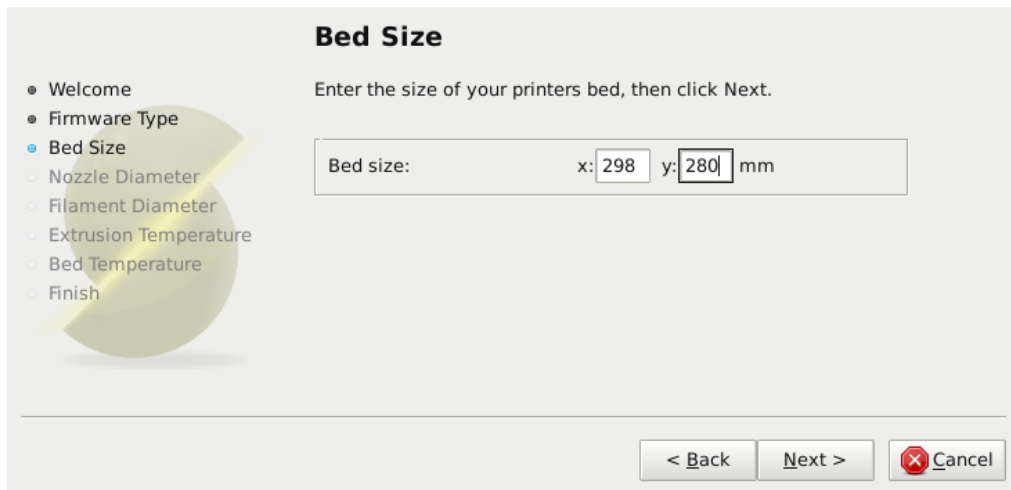 Bed Size
Welcome
Firmware Type
Bed Size
Nozzle Diameter
Filament Diameter
Extrusion Temperature
Bed Temperature
Finish
Enter the size of your printers bed, then click Next.
Bed size: x: 298 y: 280 mm
< Back Next > Cancel